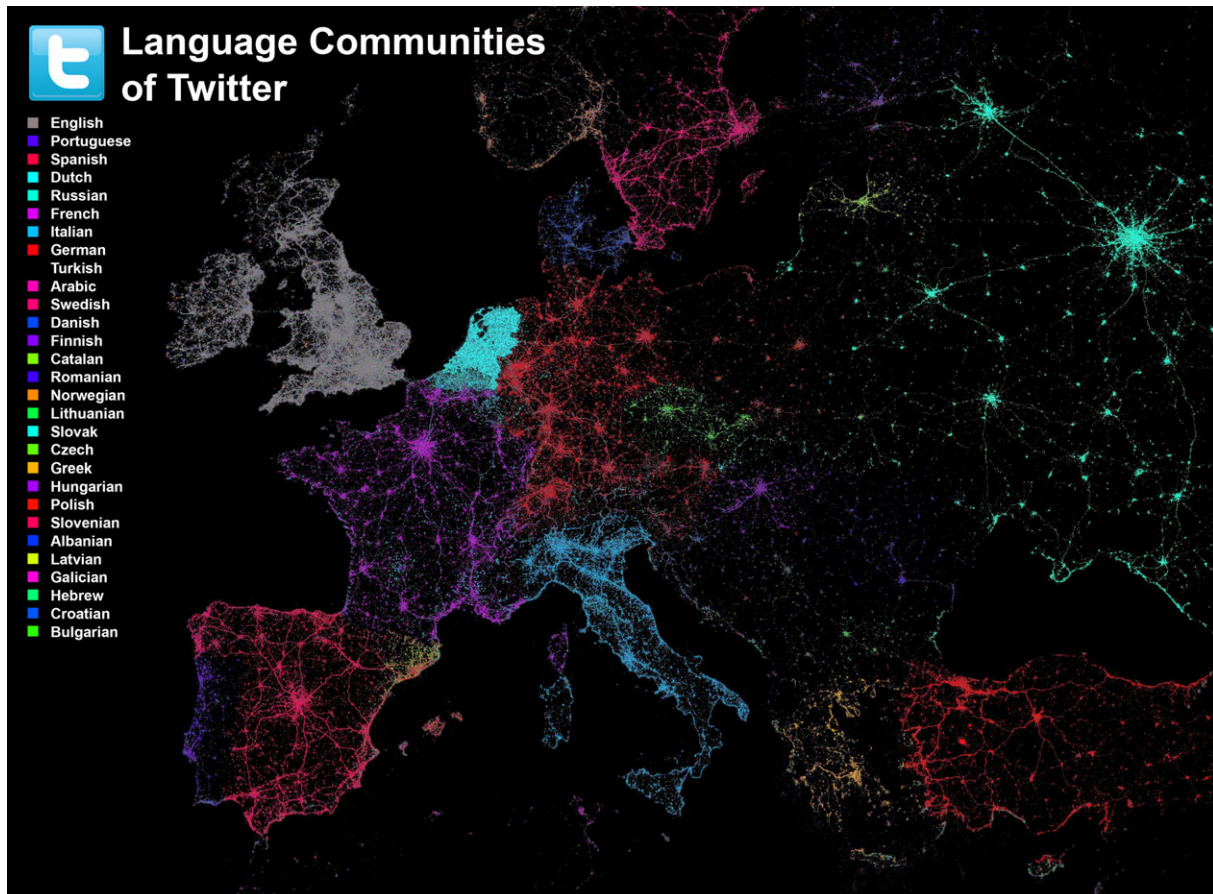 Language Communities
of Twitter
English
Portuguese
Spanish
Dutch
Russian
French
Italian
German
Turkish
Arabic
Swedish
Danish
Finnish
Catalan
Romanian
Norwegian
Lithuanian
Slovak
Czech
Greek
Hungarian
Polish
Slovenian
Albanian
Latvian
Galician
Hebrew
Croatian
Bulgarian